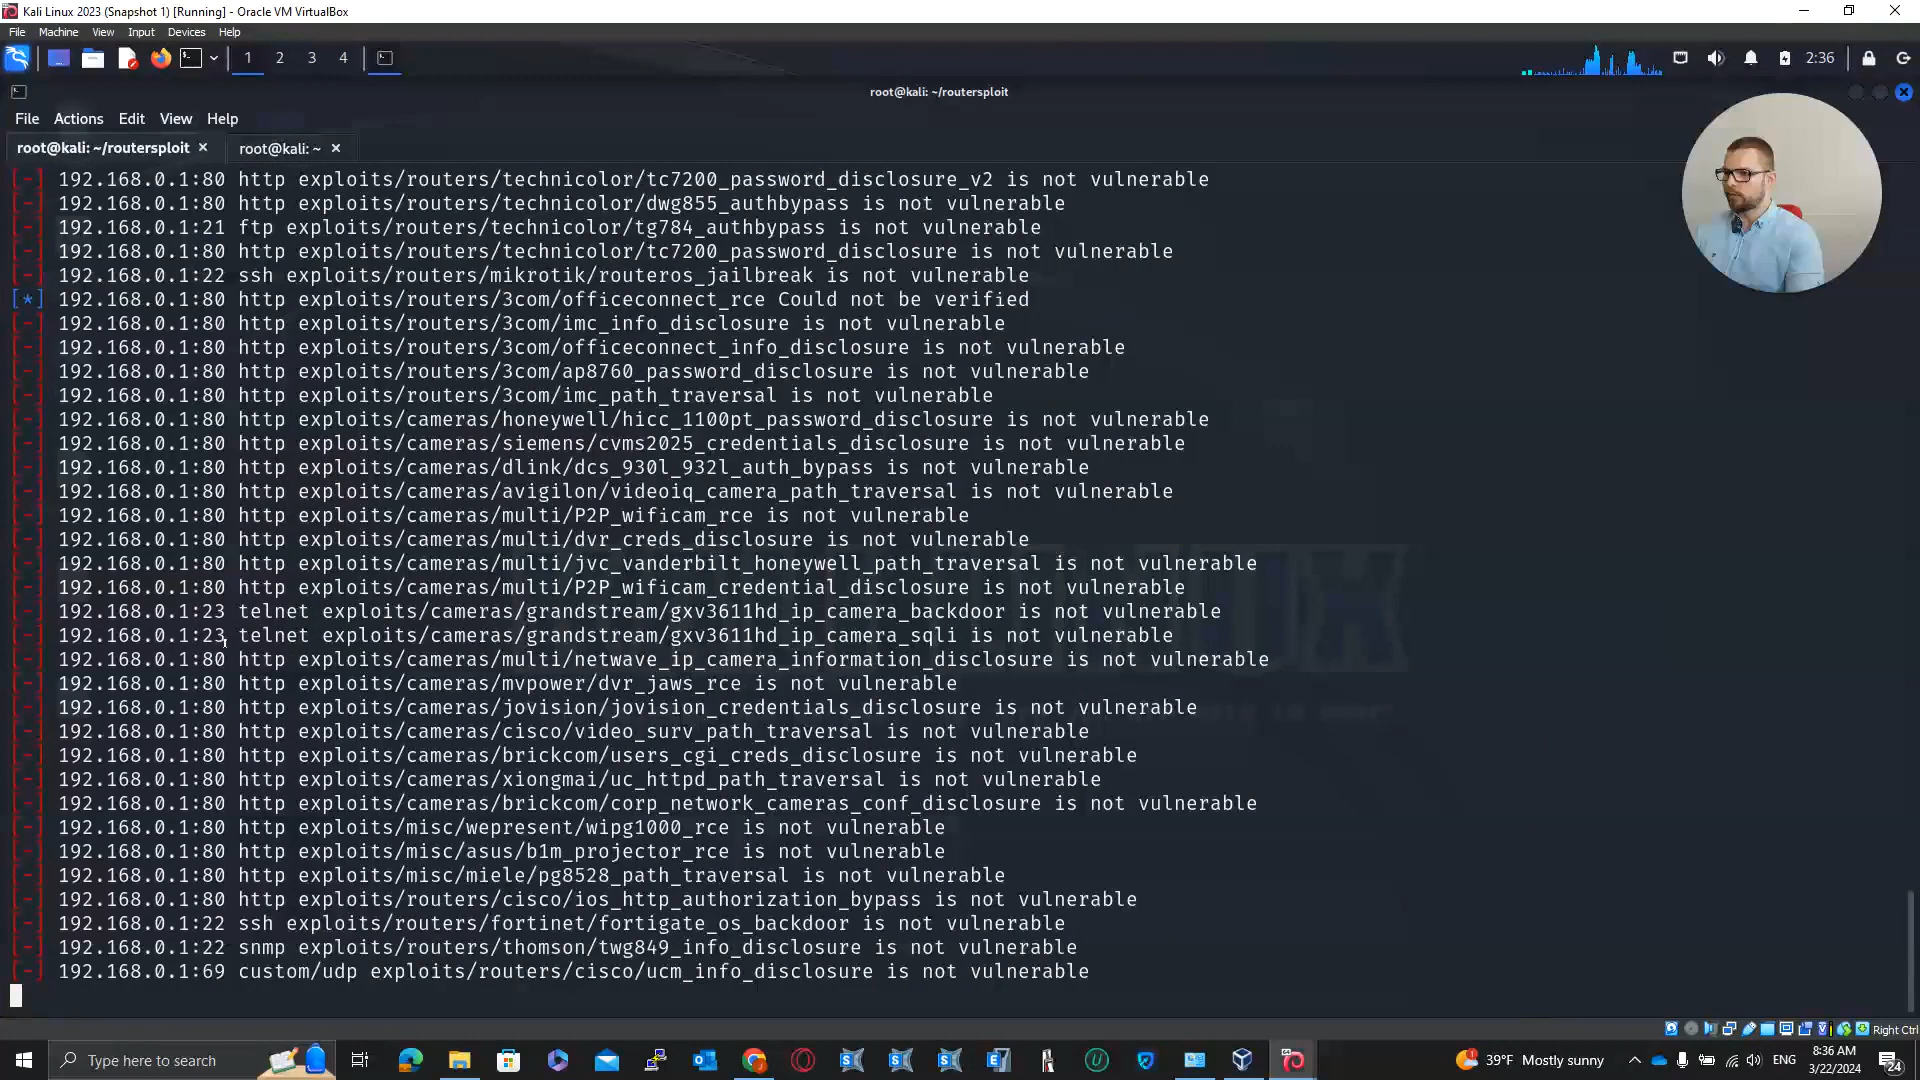 Kali Linux 2023 (Snapshot 1) [Running] - Oracle VM VirtualBox
File Machine View Input Devices Help
1 2 3 4
2:36
root@kali: ~/routersploit
File Actions Edit View Help
root@kali: ~/routersploit × root@kali: ~ ×
[-] 192.168.0.1:80 http exploits/routers/technicolor/tc7200_password_disclosure_v2 is not vulnerable
[-] 192.168.0.1:80 http exploits/routers/technicolor/dwg855_authbypass is not vulnerable
[-] 192.168.0.1:21 ftp exploits/routers/technicolor/tg784_authbypass is not vulnerable
[-] 192.168.0.1:80 http exploits/routers/technicolor/tc7200_password_disclosure is not vulnerable
[-] 192.168.0.1:22 ssh exploits/routers/mikrotik/routeros_jailbreak is not vulnerable
[*] 192.168.0.1:80 http exploits/routers/3com/officeconnect_rce Could not be verified
[-] 192.168.0.1:80 http exploits/routers/3com/imc_info_disclosure is not vulnerable
[-] 192.168.0.1:80 http exploits/routers/3com/officeconnect_info_disclosure is not vulnerable
[-] 192.168.0.1:80 http exploits/routers/3com/ap8760_password_disclosure is not vulnerable
[-] 192.168.0.1:80 http exploits/routers/3com/imc_path_traversal is not vulnerable
[-] 192.168.0.1:80 http exploits/cameras/honeywell/hicc_1100pt_password_disclosure is not vulnerable
[-] 192.168.0.1:80 http exploits/cameras/siemens/cvms2025_credentials_disclosure is not vulnerable
[-] 192.168.0.1:80 http exploits/cameras/dlink/dcs_930l_932l_auth_bypass is not vulnerable
[-] 192.168.0.1:80 http exploits/cameras/avigilon/videoiq_camera_path_traversal is not vulnerable
[-] 192.168.0.1:80 http exploits/cameras/multi/P2P_wificam_rce is not vulnerable
[-] 192.168.0.1:80 http exploits/cameras/multi/dvr_creds_disclosure is not vulnerable
[-] 192.168.0.1:80 http exploits/cameras/multi/jvc_vanderbilt_honeywell_path_traversal is not vulnerable
[-] 192.168.0.1:80 http exploits/cameras/multi/P2P_wificam_credential_disclosure is not vulnerable
[-] 192.168.0.1:23 telnet exploits/cameras/grandstream/gxv3611hd_ip_camera_backdoor is not vulnerable
[-] 192.168.0.1:23 telnet exploits/cameras/grandstream/gxv3611hd_ip_camera_sqli is not vulnerable
[-] 192.168.0.1:80 http exploits/cameras/multi/netwave_ip_camera_information_disclosure is not vulnerable
[-] 192.168.0.1:80 http exploits/cameras/mvpower/dvr_jaws_rce is not vulnerable
[-] 192.168.0.1:80 http exploits/cameras/jovision/jovision_credentials_disclosure is not vulnerable
[-] 192.168.0.1:80 http exploits/cameras/cisco/video_surv_path_traversal is not vulnerable
[-] 192.168.0.1:80 http exploits/cameras/brickcom/users_cgi_creds_disclosure is not vulnerable
[-] 192.168.0.1:80 http exploits/cameras/xiongmai/uc_httpd_path_traversal is not vulnerable
[-] 192.168.0.1:80 http exploits/cameras/brickcom/corp_network_cameras_conf_disclosure is not vulnerable
[-] 192.168.0.1:80 http exploits/misc/wepresent/wipg1000_rce is not vulnerable
[-] 192.168.0.1:80 http exploits/misc/asus/b1m_projector_rce is not vulnerable
[-] 192.168.0.1:80 http exploits/misc/miele/pg8528_path_traversal is not vulnerable
[-] 192.168.0.1:80 http exploits/routers/cisco/ios_http_authorization_bypass is not vulnerable
[-] 192.168.0.1:22 ssh exploits/routers/fortinet/fortigate_os_backdoor is not vulnerable
[-] 192.168.0.1:22 snmp exploits/routers/thomson/twg849_info_disclosure is not vulnerable
[-] 192.168.0.1:69 custom/udp exploits/routers/cisco/ucm_info_disclosure is not vulnerable
Right Ctrl
Type here to search
39°F Mostly sunny
ENG
8:36 AM
3/22/2024
24